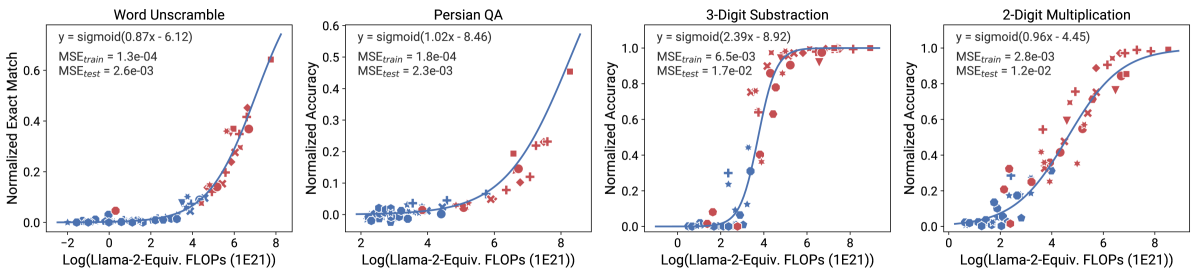 Word Unscramble
y = sigmoid(0.87x - 6.12)
MSEtrain = 1.3e-04
MSEtest = 2.6e-03
Normalized Exact Match
0.6
0.4
0.2
0.0
−2 0 2 4 6 8
Log(Llama-2-Equiv. FLOPs (1E21))
Persian QA
y = sigmoid(1.02x - 8.46)
MSEtrain = 1.8e-04
MSEtest = 2.3e-03
Normalized Accuracy
0.6
0.5
0.4
0.3
0.2
0.1
0.0
2 4 6 8
Log(Llama-2-Equiv. FLOPs (1E21))
3-Digit Substraction
y = sigmoid(2.39x - 8.92)
MSEtrain = 6.5e-03
MSEtest = 1.7e-02
Normalized Accuracy
1.0
0.8
0.6
0.4
0.2
0.0
0 2 4 6 8
Log(Llama-2-Equiv. FLOPs (1E21))
2-Digit Multiplication
y = sigmoid(0.96x - 4.45)
MSEtrain = 2.8e-03
MSEtest = 1.2e-02
Normalized Accuracy
1.0
0.8
0.6
0.4
0.2
0.0
0 2 4 6 8
Log(Llama-2-Equiv. FLOPs (1E21))